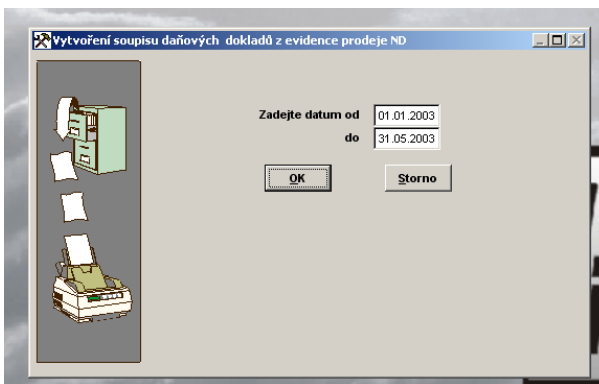 Vytvoření soupisu daňových dokladů z evidence prodeje ND
Zadejte datum od 01.01.2003
do 31.05.2003
OK Storno